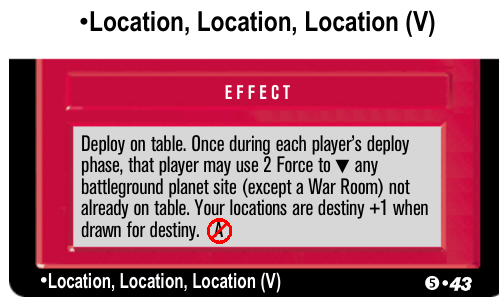 •Location, Location, Location (V)
EFFECT
Deploy on table. Once during each player's deploy
phase, that player may use 2 Force to ▼ any
battleground planet site (except a War Room) not
already on table. Your locations are destiny +1 when
drawn for destiny. A
•Location, Location, Location (V)
5•43